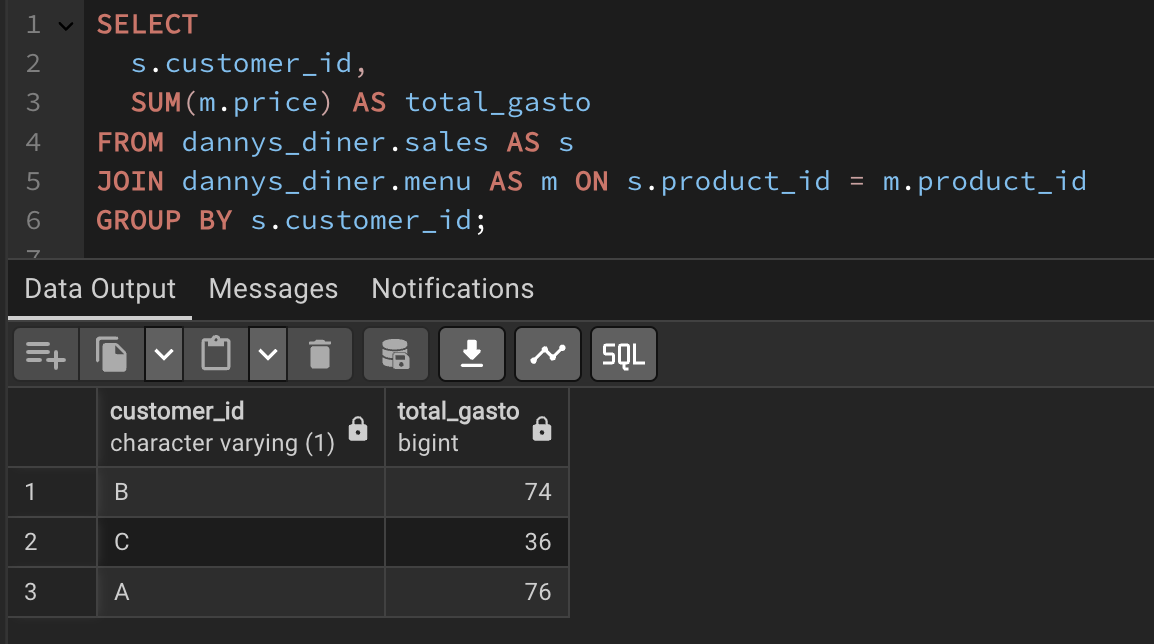 1 SELECT
2 s.customer_id,
3 SUM(m.price) AS total_gasto
4 FROM dannys_diner.sales AS s
5 JOIN dannys_diner.menu AS m ON s.product_id = m.product_id
6 GROUP BY s.customer_id;
7
Data Output Messages Notifications
SQL
customer_id total_gasto
character varying (1) bigint
1 B 74
2 C 36
3 A 76